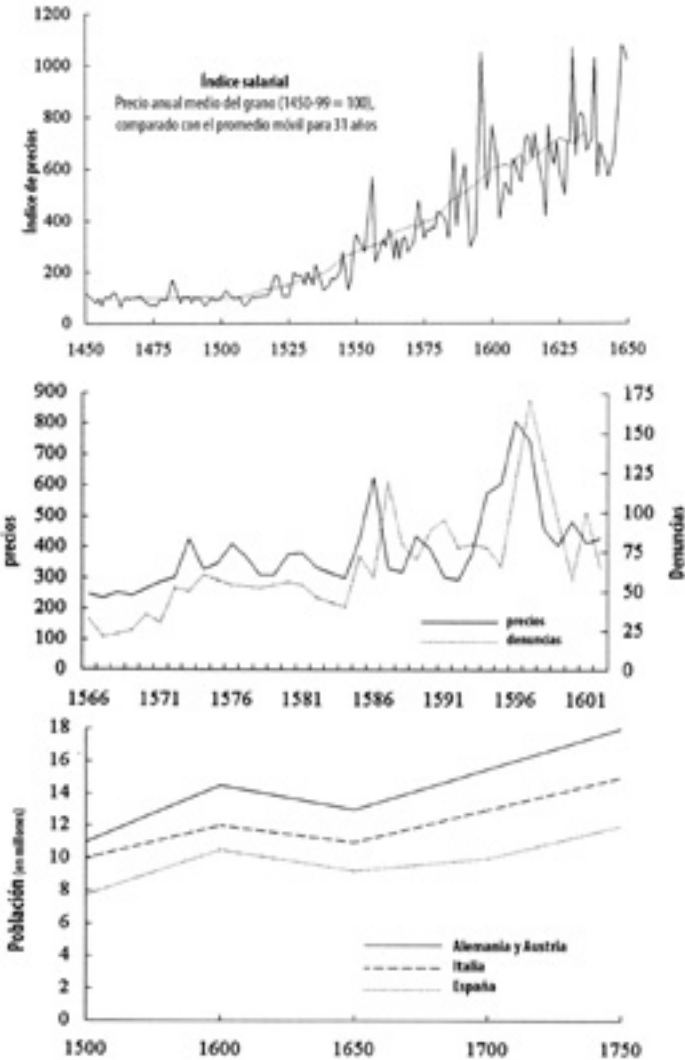 1200
1000
800
600
400
200
0
Índice de precios
Índice salarial
Precio anual medio del grano (1450-99 = 100),
comparado con el promedio móvil para 31 años
1450 1475 1500 1525 1550 1575 1600 1625 1650
900
800
700
600
500
400
300
200
100
0
precios
175
150
125
100
75
50
25
0
Denuncias
precios
denuncias
1566 1571 1576 1581 1586 1591 1596 1601
18
16
14
12
10
8
6
4
2
0
Población (en millones)
Alemania y Austria
Italia
España
1500 1600 1650 1700 1750